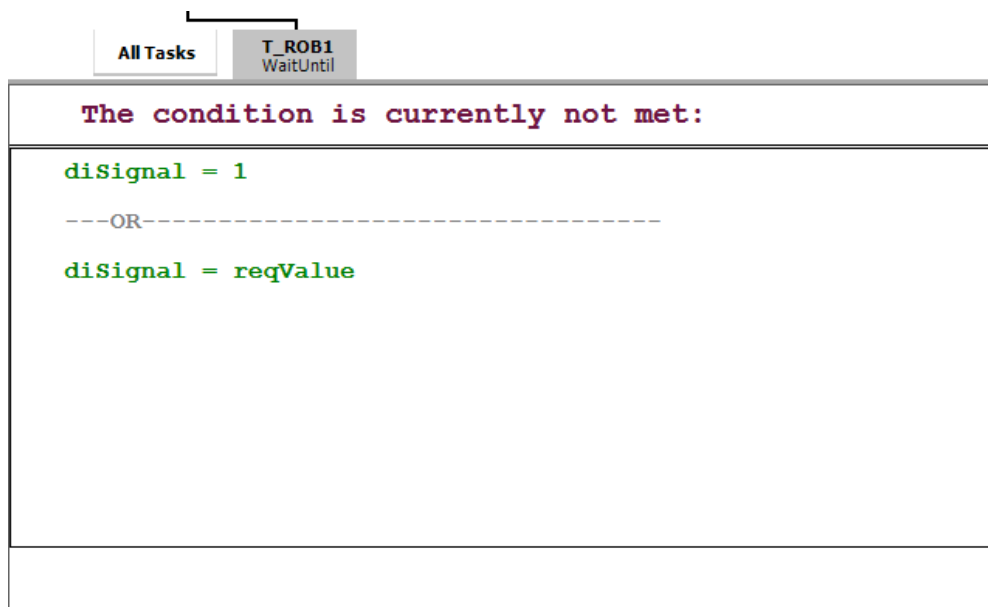 All Tasks
T_ROB1
WaitUntil
The condition is currently not met:
diSignal = 1
---OR----------------------------------
diSignal = reqValue